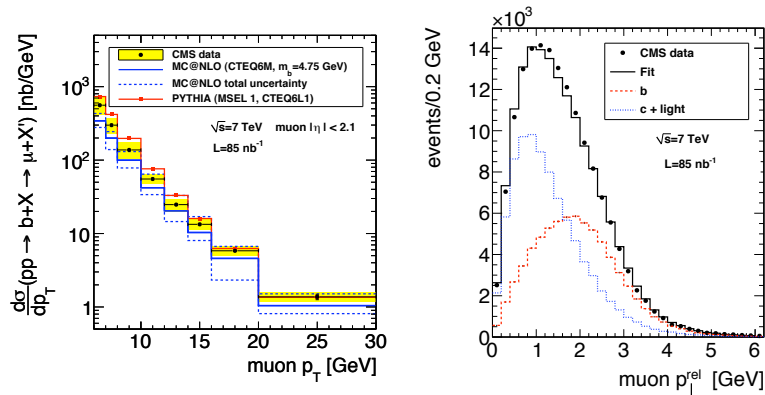 dσ/dp_T (pp → b+X → μ+X') [nb/GeV]
10³
10²
10
1
CMS data
MC@NLO (CTEQ6M, m_b=4.75 GeV)
MC@NLO total uncertainty
PYTHIA (MSEL 1, CTEQ6L1)
√s=7 TeV muon |η| < 2.1
L=85 nb⁻¹
10 15 20 25 30
muon p_T [GeV]
×10³
events/0.2 GeV
14
12
10
8
6
4
2
0
CMS data
Fit
b
c + light
√s=7 TeV
L=85 nb⁻¹
0 1 2 3 4 5 6
muon p_l^rel [GeV]